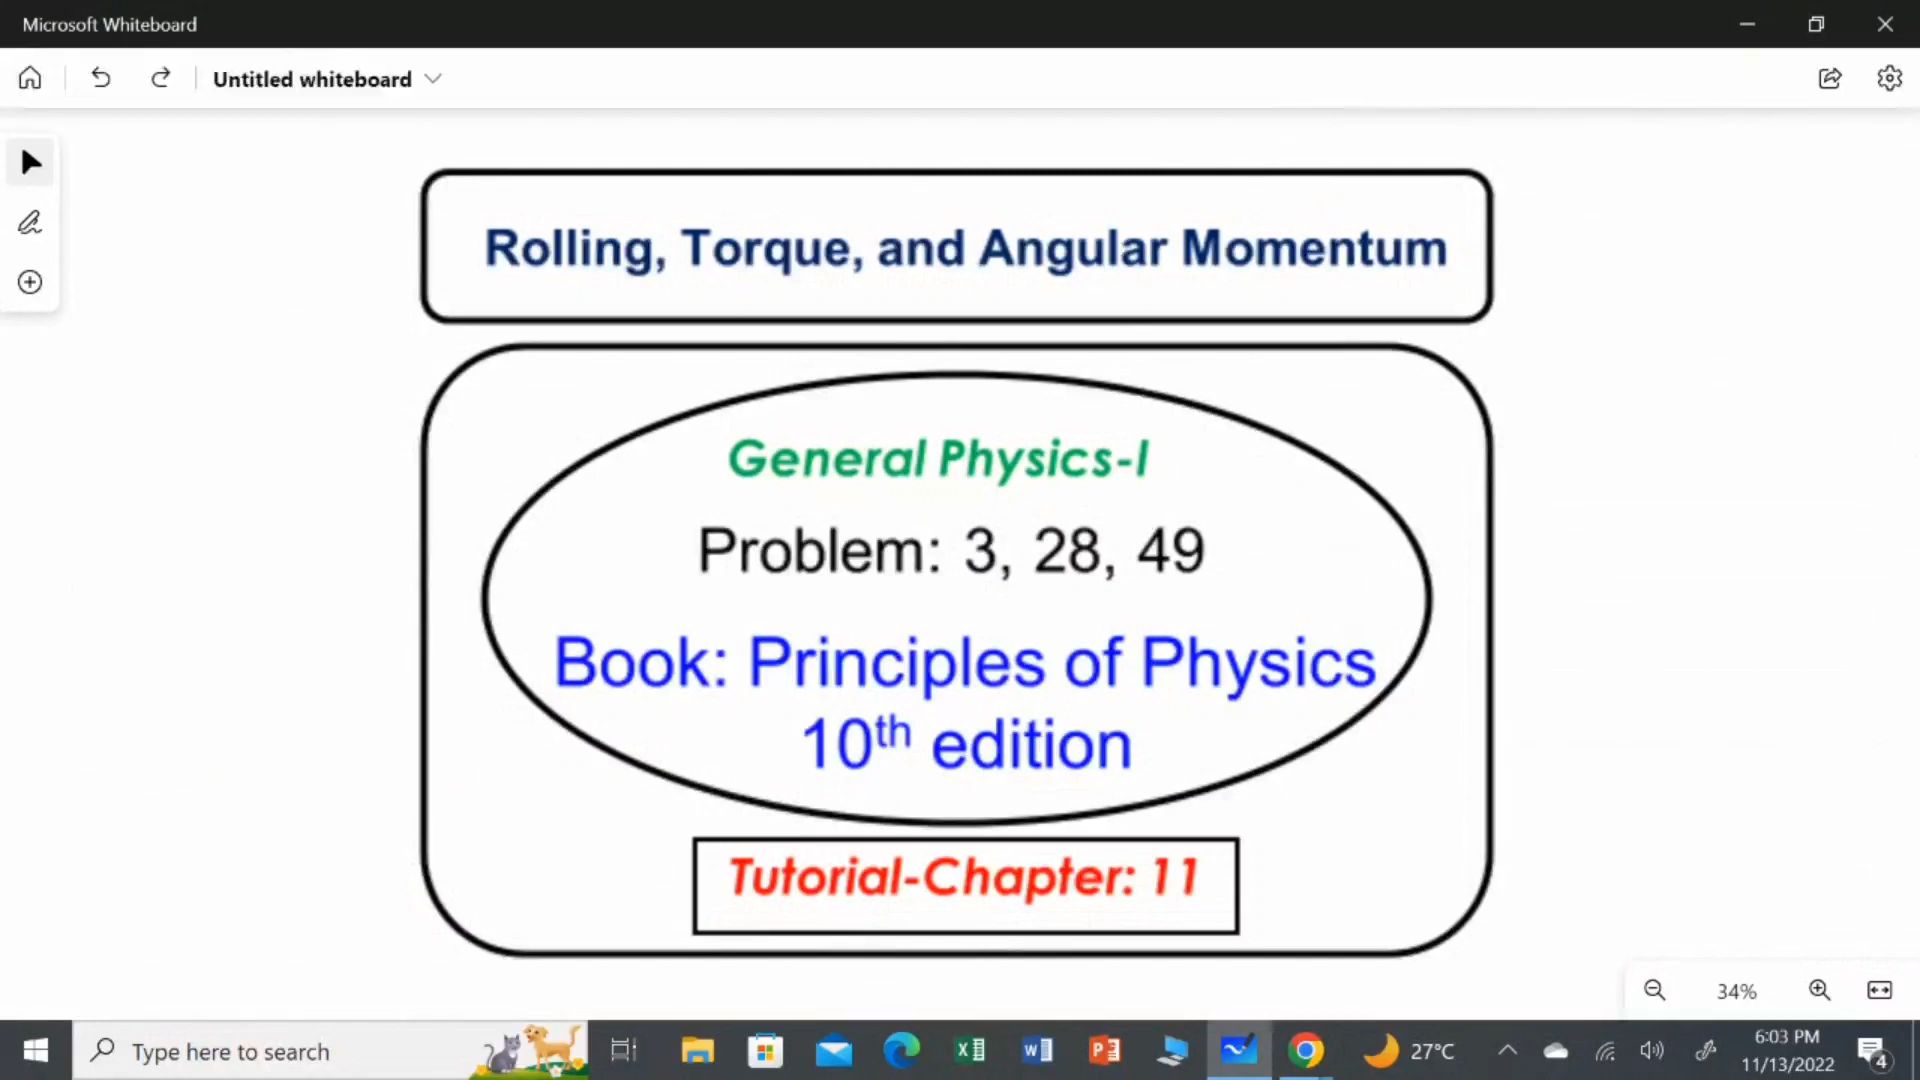 Microsoft Whiteboard
Untitled whiteboard
Rolling, Torque, and Angular Momentum
General Physics-I
Problem: 3, 28, 49
Book: Principles of Physics
10th edition
Tutorial-Chapter: 11
34%
Type here to search
27°C
6:03 PM
11/13/2022
4